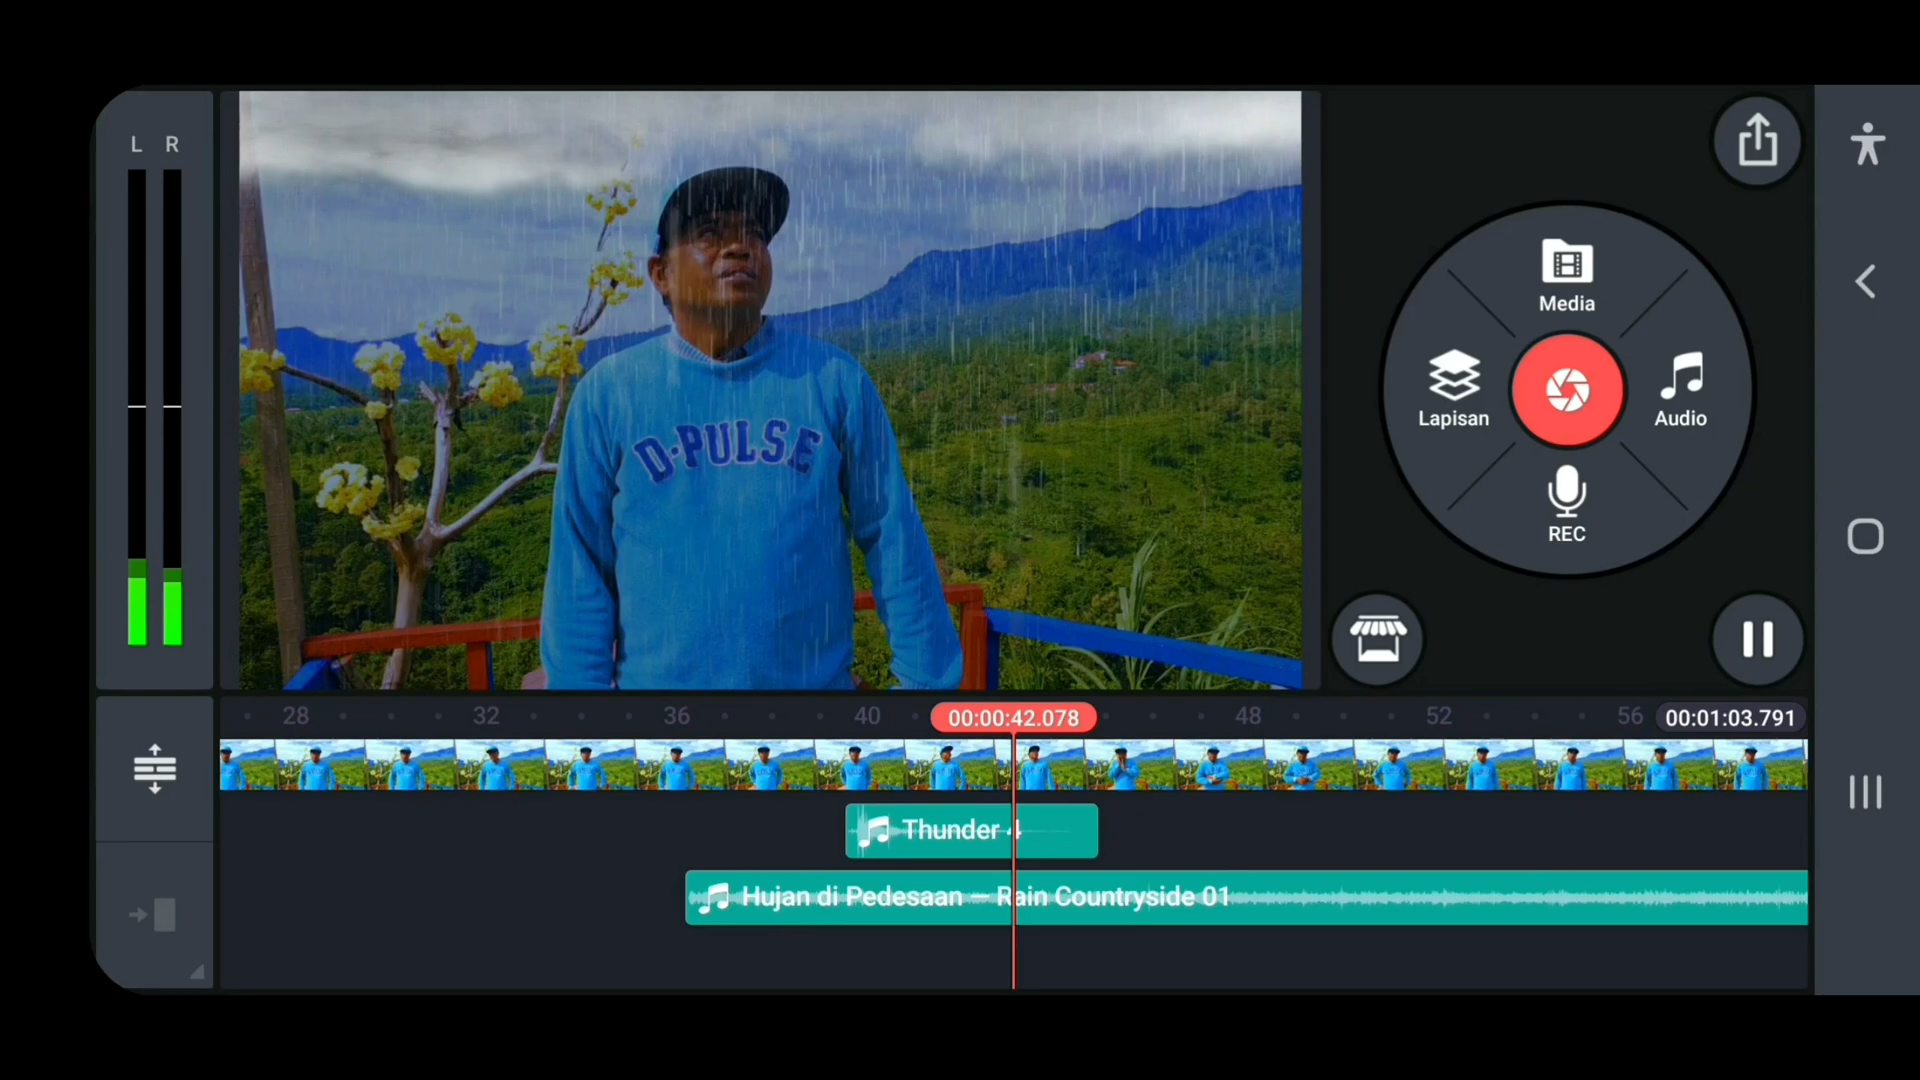 L R
D-PULSE
Media
Lapisan
Audio
REC
28 32 36 40 00:00:42.078 48 52 56 00:01:03.791
Thunder 4
Hujan di Pedesaan — Rain Countryside 01